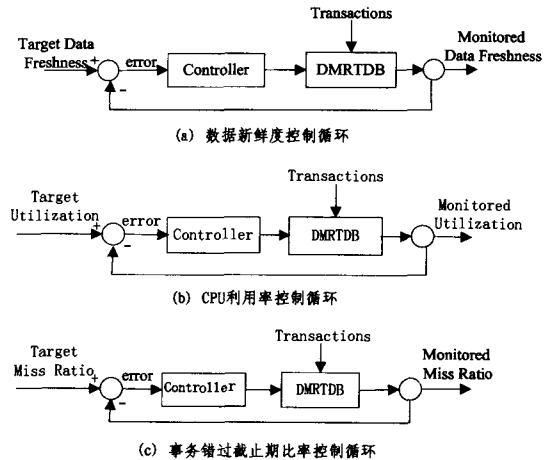 Transactions
Target Data
Freshness
+
error
Controller
DMRTDB
Monitored
Data Freshness
-
(a) 数据新鲜度控制循环
Transactions
Target
Utilization
+
error
Controller
DMRTDB
Monitored
Utilization
-
(b) CPU利用率控制循环
Transactions
Target
Miss Ratio
+
error
Controller
DMRTDB
Monitored
Miss Ratio
-
(c) 事务错过截止期比率控制循环